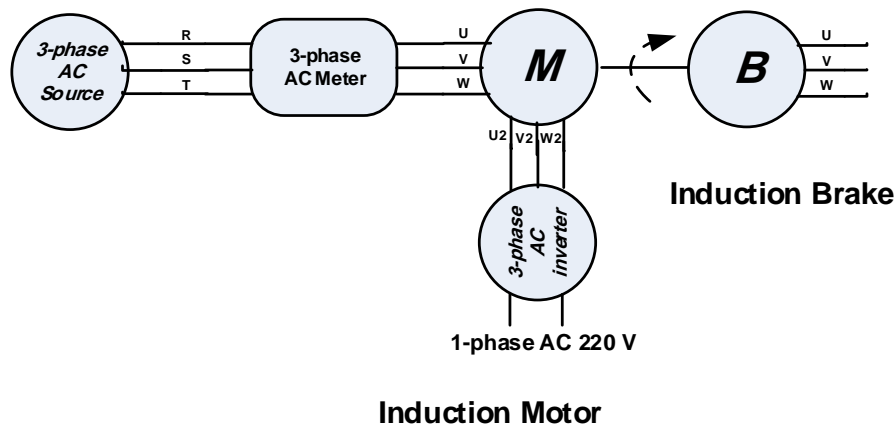 3-phase
AC
Source
R
S
T
3-phase
AC Meter
U
V
W
M
B
U
V
W
U2 V2 W2
3-phase
AC
inverter
1-phase AC 220 V
Induction Brake
Induction Motor